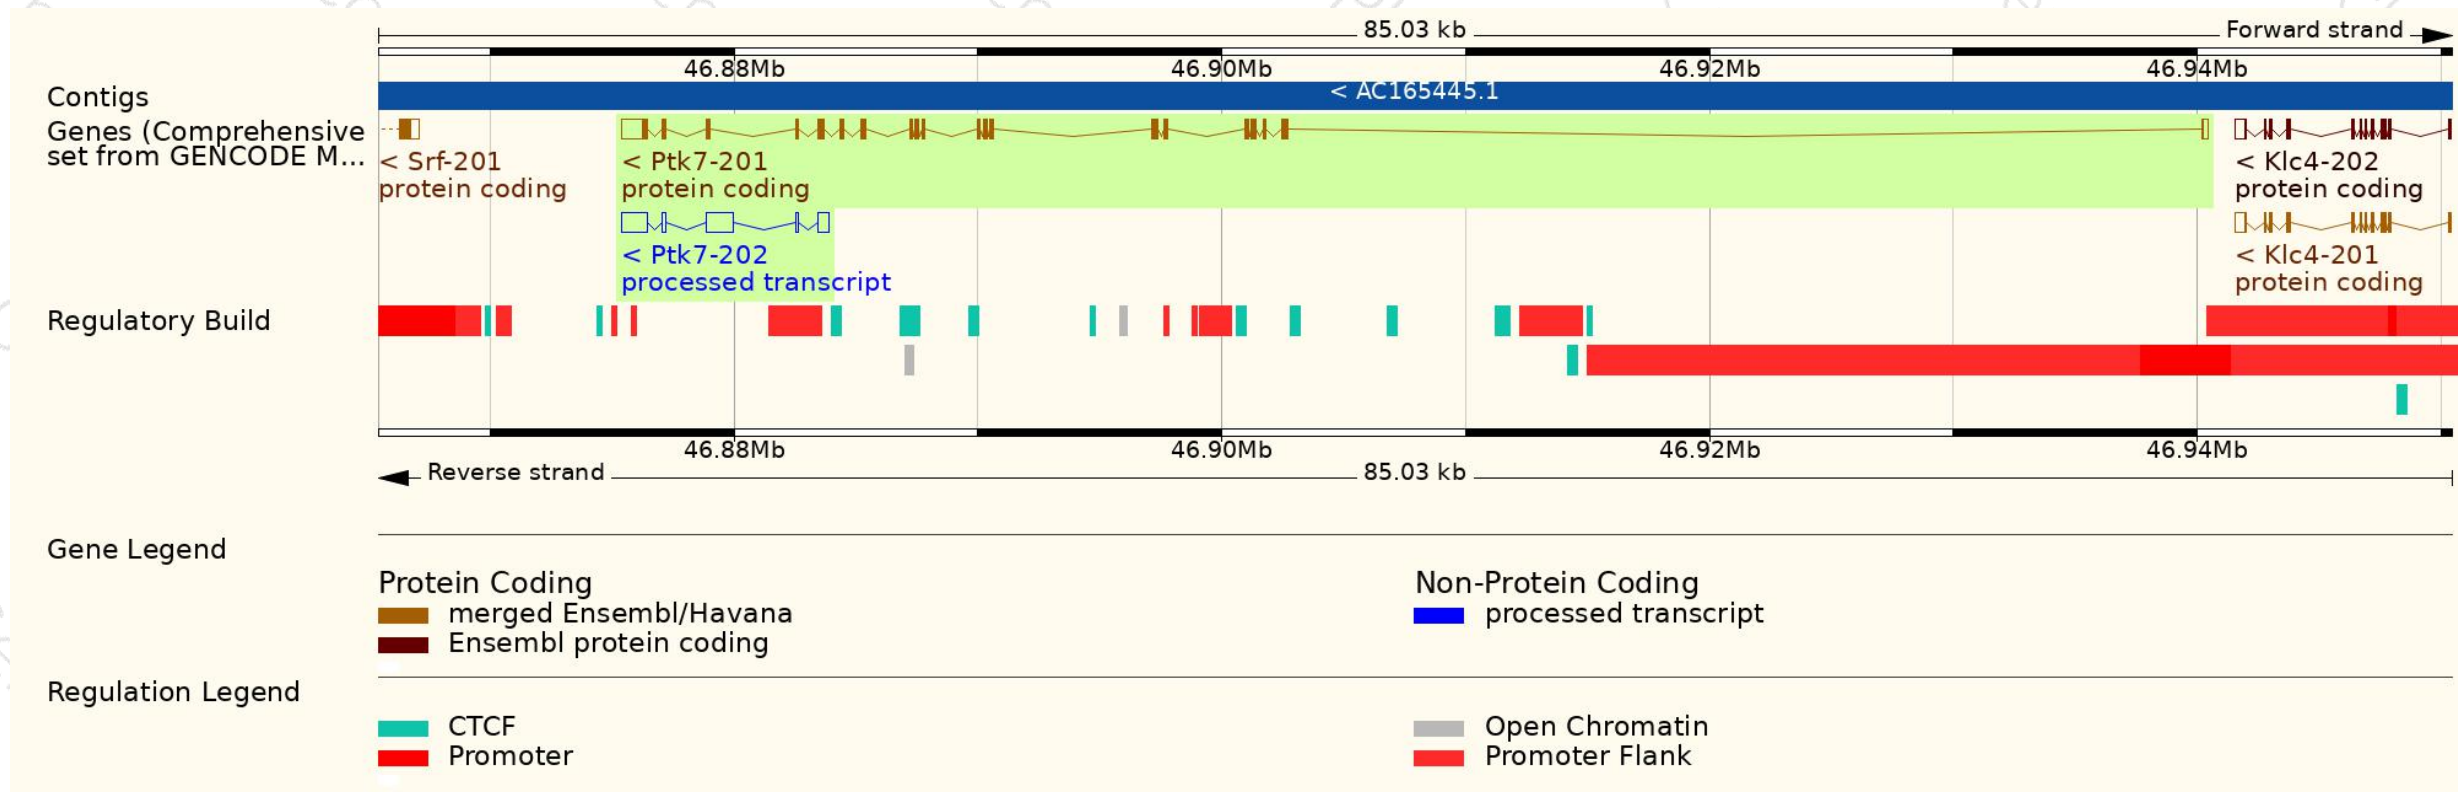 85.03 kb
Forward strand
46.88Mb 46.90Mb 46.92Mb 46.94Mb
Contigs
< AC165445.1
Genes (Comprehensive
set from GENCODE M...
< Srf-201
protein coding
< Ptk7-201
protein coding
< Klc4-202
protein coding
< Ptk7-202
processed transcript
< Klc4-201
protein coding
Regulatory Build
46.88Mb 46.90Mb 46.92Mb 46.94Mb
Reverse strand
85.03 kb
Gene Legend
Protein Coding
merged Ensembl/Havana
Ensembl protein coding
Non-Protein Coding
processed transcript
Regulation Legend
CTCF
Promoter
Open Chromatin
Promoter Flank